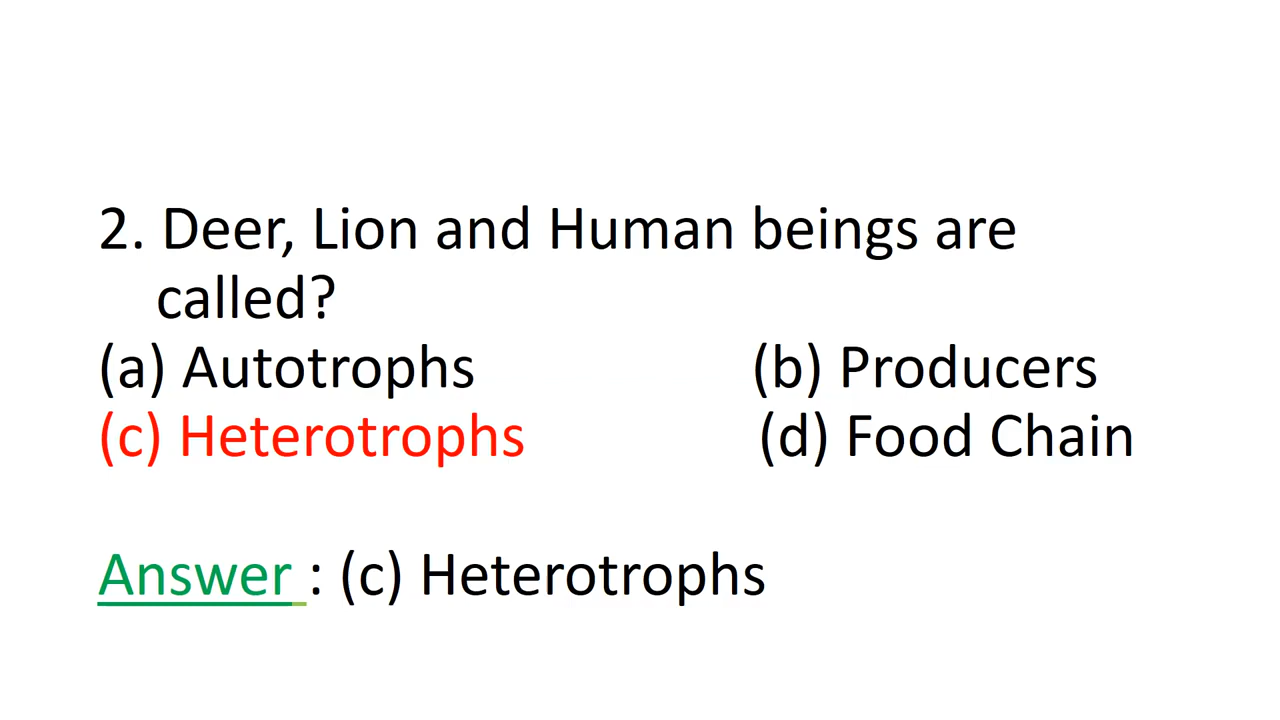 2. Deer, Lion and Human beings are
called?
(a) Autotrophs (b) Producers
(c) Heterotrophs (d) Food Chain
Answer : (c) Heterotrophs